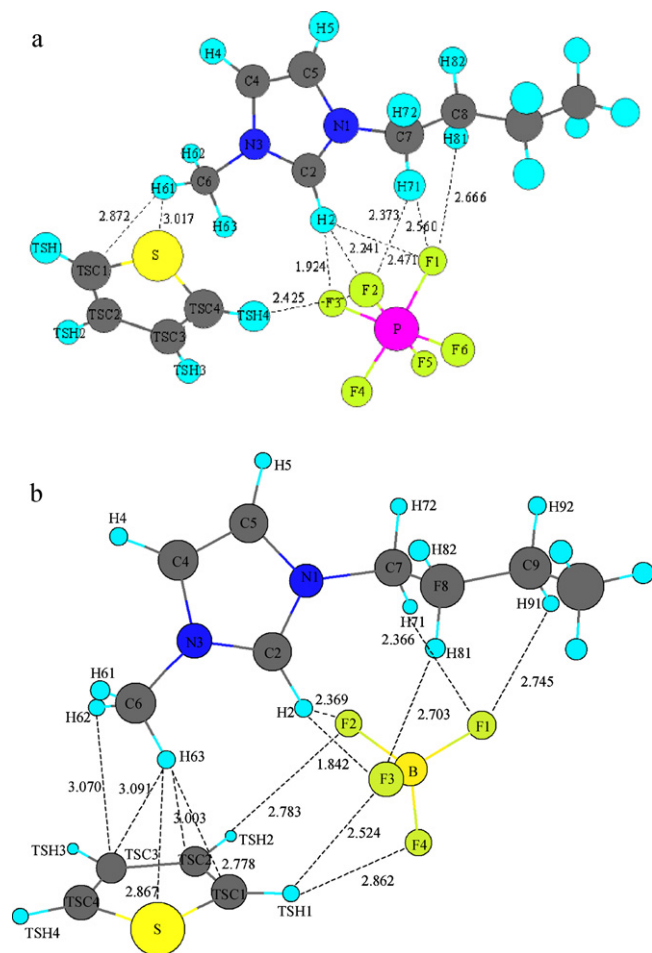 a
H5
H4
C4
C5
H82
H72
C8
N1
C7
H81
N3
H62
C2
H61
C6
H71
2.666
2.872
3.017
H63
H2
2.373
2.560
TSH1
S
2.241
TSC1
1.924
2.471
F1
2.425
F3
F2
TSC2
TSC4
TSH4
P
TSH2
TSC3
F6
TSH3
F5
F4
b
H5
H72
H92
H4
C5
H82
C4
N1
C7
F8
C9
H71
H91
2.366
N3
C2
H81
H61
2.745
H62
C6
2.369
H2
F2
2.703
F1
H63
1.842
3.070
3.091
B
F3
3.003
2.783
TSH2
2.524
F4
TSH3
TSC3
TSC2
2.778
2.862
2.867
TSC1
TSC4
TSH1
TSH4
S